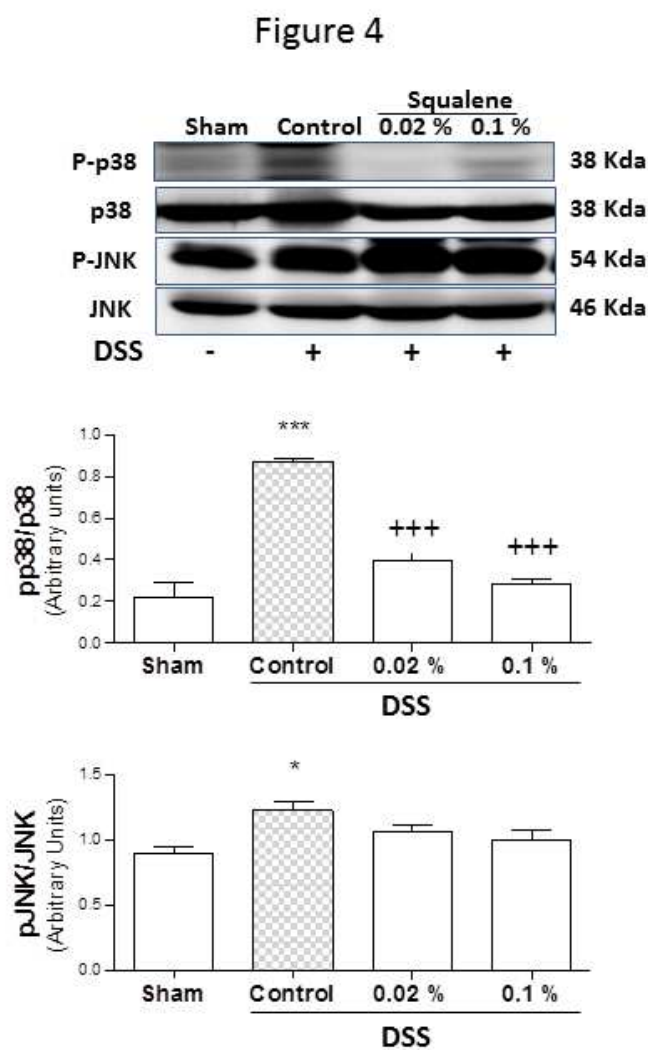 Figure 4
Squalene
Sham Control 0.02 % 0.1 %
P-p38 38 Kda
p38 38 Kda
P-JNK 54 Kda
JNK 46 Kda
DSS - + + +
pp38/p38
(Arbitrary units)
1.0
0.8
0.6
0.4
0.2
0.0
***
+++
+++
Sham Control 0.02 % 0.1 %
DSS
pJNK/JNK
(Arbitrary Units)
1.5
1.0
0.5
0.0
*
Sham Control 0.02 % 0.1 %
DSS